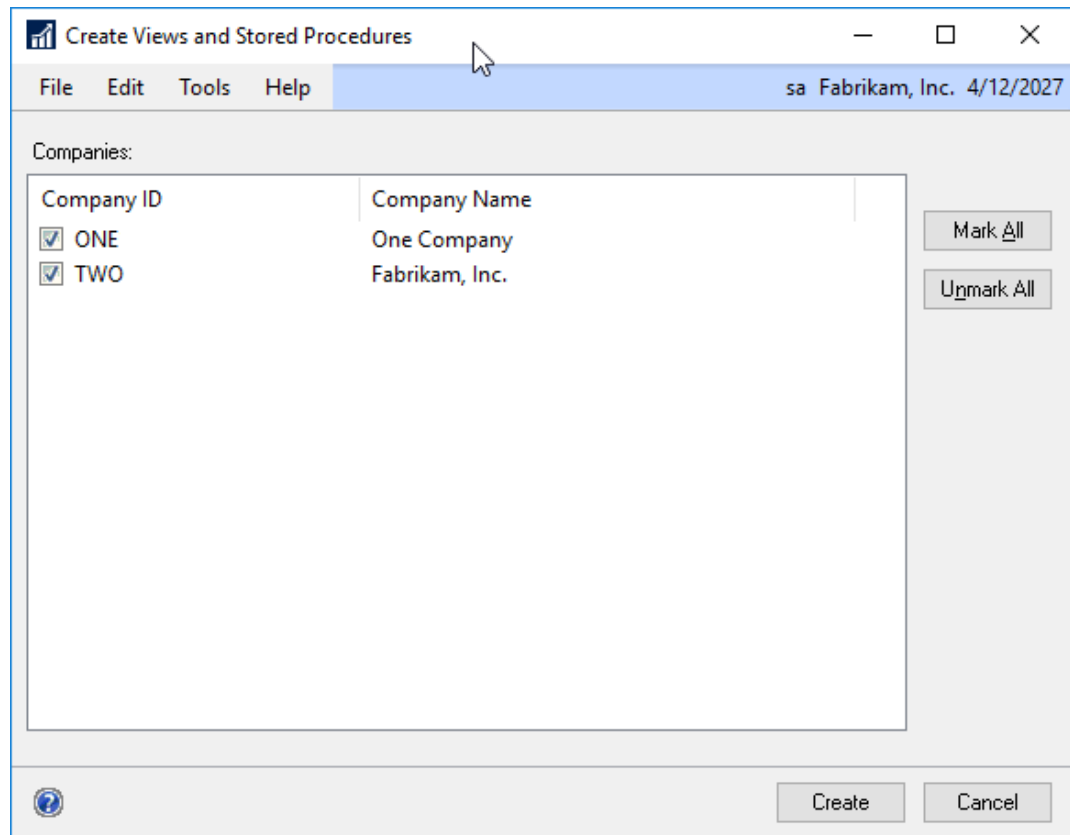 Create Views and Stored Procedures
File Edit Tools Help sa Fabrikam, Inc. 4/12/2027
Companies:
Company ID Company Name
ONE One Company
TWO Fabrikam, Inc.
Mark All
Unmark All
Create Cancel